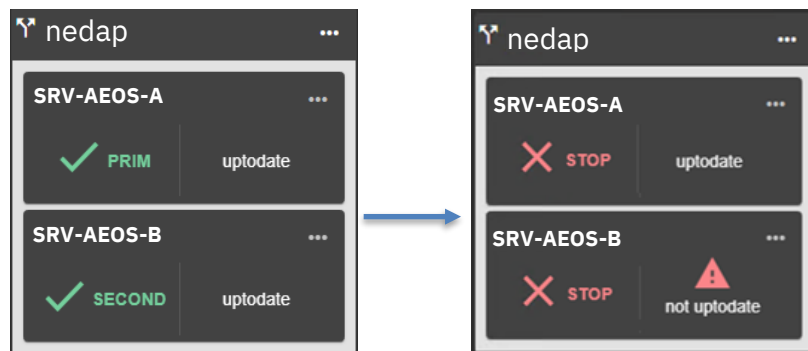 nedap
SRV-AEOS-A
PRIM
uptodate
SRV-AEOS-B
SECOND
uptodate
nedap
SRV-AEOS-A
STOP
uptodate
SRV-AEOS-B
STOP
not uptodate